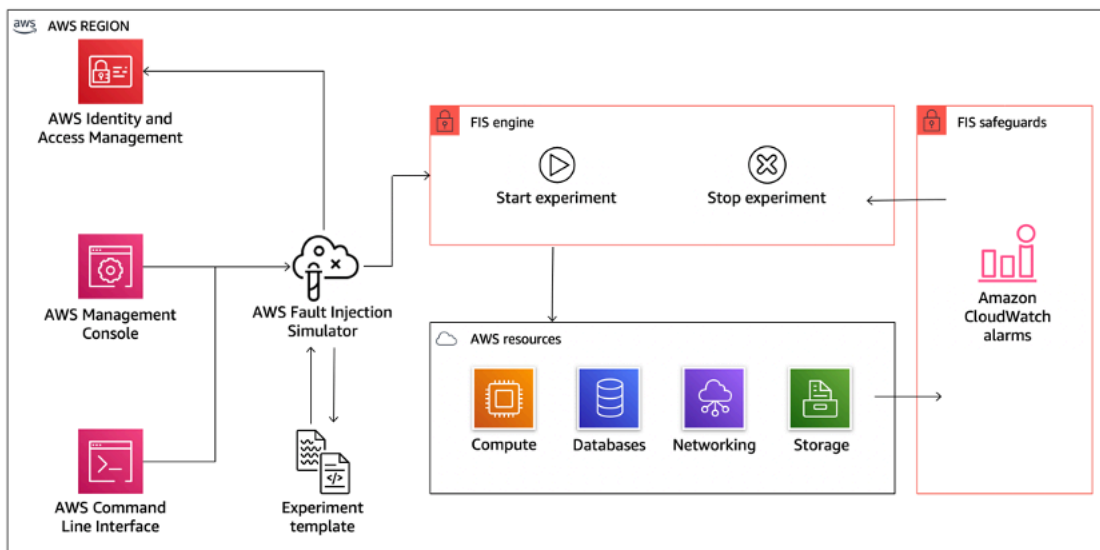 aws AWS REGION
AWS Identity and
Access Management
FIS engine
FIS safeguards
Start experiment
Stop experiment
AWS Management
Console
AWS Fault Injection
Simulator
Amazon
CloudWatch
alarms
AWS resources
Compute
Databases
Networking
Storage
AWS Command
Line Interface
Experiment
template